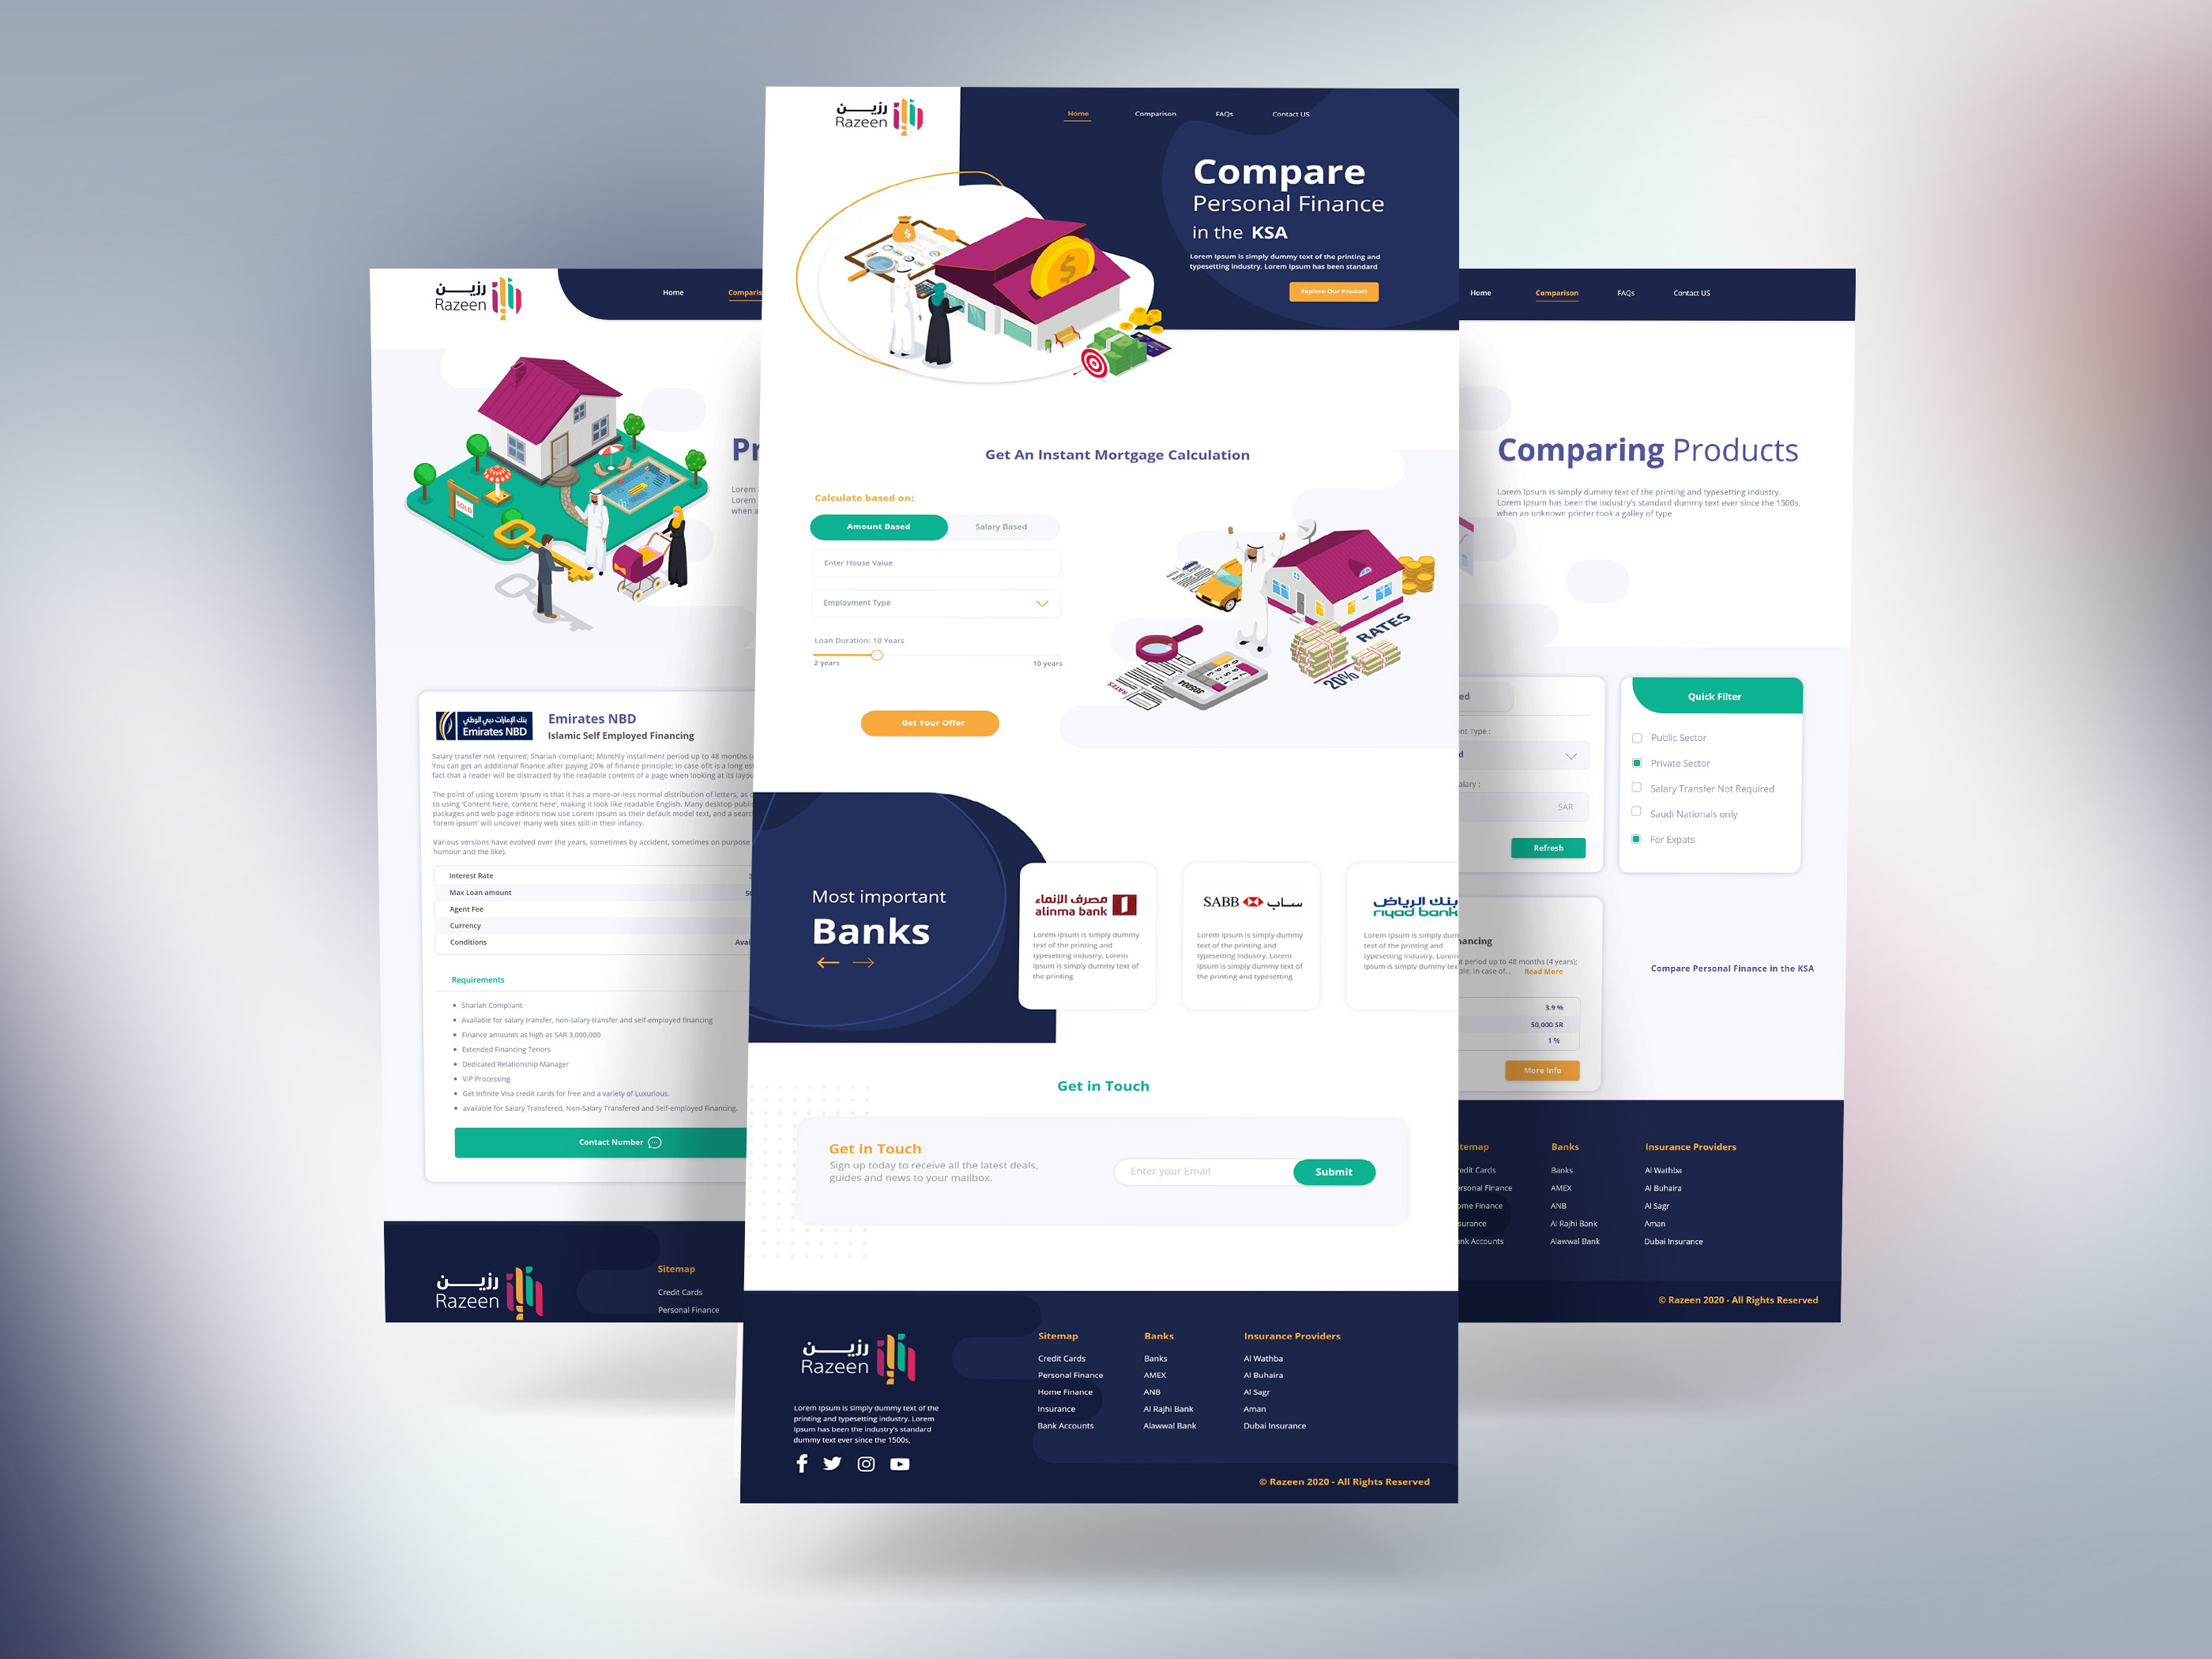 رزيـــن
Razeen
Home
Comparison
FAQs
Contact US
Compare
Personal Finance
in the KSA
Lorem Ipsum is simply dummy text of the printing and
typesetting industry. Lorem Ipsum has been standard
Explore Our Product
Get An Instant Mortgage Calculation
Calculate based on:
Amount Based
Salary Based
Enter House Value
Employment Type
Loan Duration: 10 Years
2 years
10 years
Get Your Offer
RATES
RATES
20%
Most important
Banks
مصرف الإنماء
alinma bank
Lorem Ipsum is simply dummy
text of the printing and
typesetting industry. Lorem
Ipsum is simply dummy text of
the printing
SABB ساب
Lorem Ipsum is simply dummy
text of the printing and
typesetting industry. Lorem
Ipsum is simply dummy text of
the printing and typesetting
بنك الرياض
riyad bank
Lorem Ipsum is simply dum
text of the printing and
typesetting industry. Lorem
Ipsum is simply dummy tex
Get in Touch
Get in Touch
Sign up today to receive all the latest deals,
guides and news to your mailbox.
Enter your Email
Submit
رزيـــن
Razeen
Lorem Ipsum is simply dummy text of the
printing and typesetting industry. Lorem
Ipsum has been the industry's standard
dummy text ever since the 1500s,
Sitemap
Credit Cards
Personal Finance
Home Finance
Insurance
Bank Accounts
Banks
Banks
AMEX
ANB
Al Rajhi Bank
Alawwal Bank
Insurance Providers
Al Wathba
Al Buhaira
Al Sagr
Aman
Dubai Insurance
© Razeen 2020 - All Rights Reserved
رزيـــن
Razeen
Home
Comparis
Pr
Lorem
Lorem
when a
SOLD
بنك الإمارات دبي الوطني
Emirates NBD
Emirates NBD
Islamic Self Employed Financing
Salary transfer not required; Shariah compliant; Monthly installment period up to 48 months (
You can get an additional finance after paying 20% of finance principle; In case ofit is a long es
fact that a reader will be distracted by the readable content of a page when looking at its layou
The point of using Lorem Ipsum is that it has a more-or-less normal distribution of letters, as o
to using 'Content here, content here', making it look like readable English. Many desktop publi
packages and web page editors now use Lorem Ipsum as their default model text, and a searc
'lorem ipsum' will uncover many web sites still in their infancy.
Various versions have evolved over the years, sometimes by accident, sometimes on purpose
humour and the like).
Interest Rate
Max Loan amount
Agent Fee
Currency
Conditions
Avai
Requirements
Shariah Compliant
Available for salary transfer, non-salary transfer and self-employed financing
Finance amounts as high as SAR 3,000,000
Extended Financing Tenors
Dedicated Relationship Manager
VIP Processing
Get Infinite Visa credit cards for free and a variety of Luxurious.
available for Salary Transfered, Non-Salary Transfered and Self-employed Financing.
Contact Number
رزيـــن
Razeen
Sitemap
Credit Cards
Personal Finance
Home
Comparison
FAQs
Contact US
Comparing Products
Lorem Ipsum is simply dummy text of the printing and typesetting industry.
Lorem Ipsum has been the industry's standard dummy text ever since the 1500s,
when an unknown printer took a galley of type
ed
nt Type :
d
alary :
SAR
Refresh
Quick Filter
Public Sector
Private Sector
Salary Transfer Not Required
Saudi Nationals only
For Expats
nancing
t period up to 48 months (4 years);
ple; In case of... Read More
3.9 %
50,000 SR
1 %
More Info
Compare Personal Finance in the KSA
itemap
redit Cards
ersonal Finance
ome Finance
surance
ank Accounts
Banks
Banks
AMEX
ANB
Al Rajhi Bank
Alawwal Bank
Insurance Providers
Al Wathba
Al Buhaira
Al Sagr
Aman
Dubai Insurance
© Razeen 2020 - All Rights Reserved